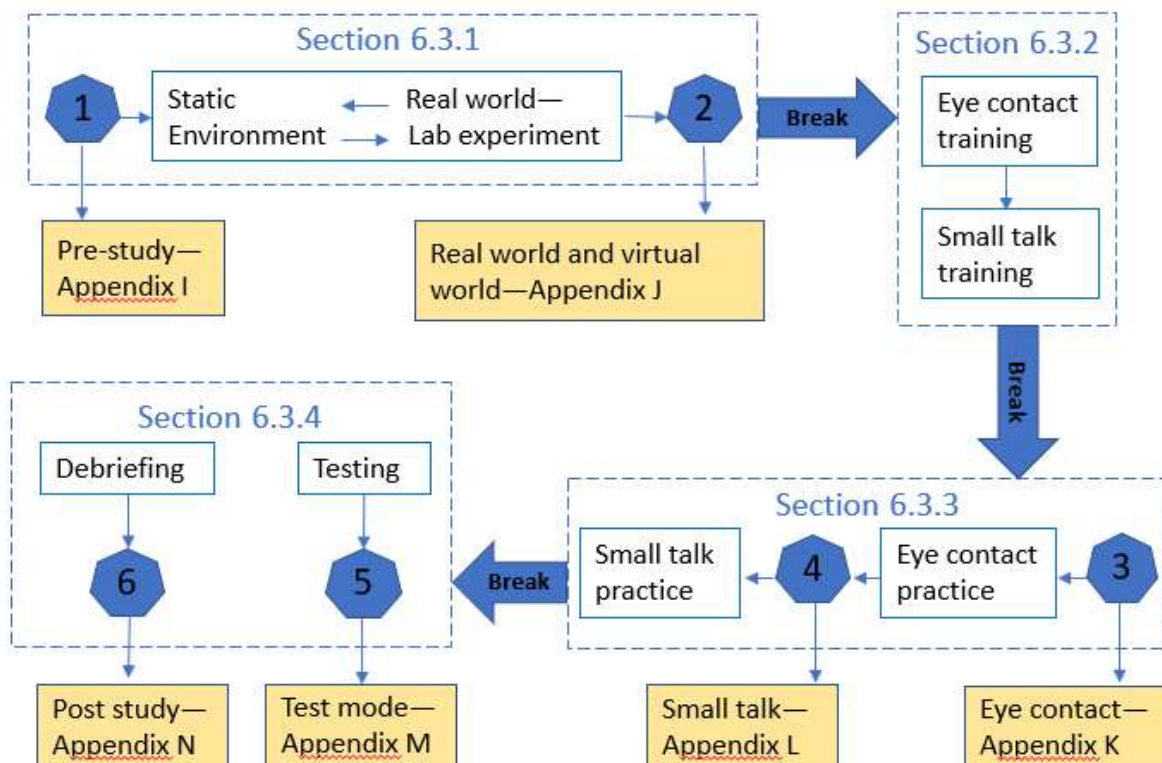 Section 6.3.1
1
Static
Environment
Real world—
Lab experiment
2
Break
Pre-study—
Appendix I
Real world and virtual
world—Appendix J
Section 6.3.2
Eye contact
training
Small talk
training
Break
Section 6.3.3
3
Eye contact
practice
4
Small talk
practice
Eye contact—
Appendix K
Small talk—
Appendix L
Break
Section 6.3.4
Testing
5
Test mode—
Appendix M
Debriefing
6
Post study—
Appendix N